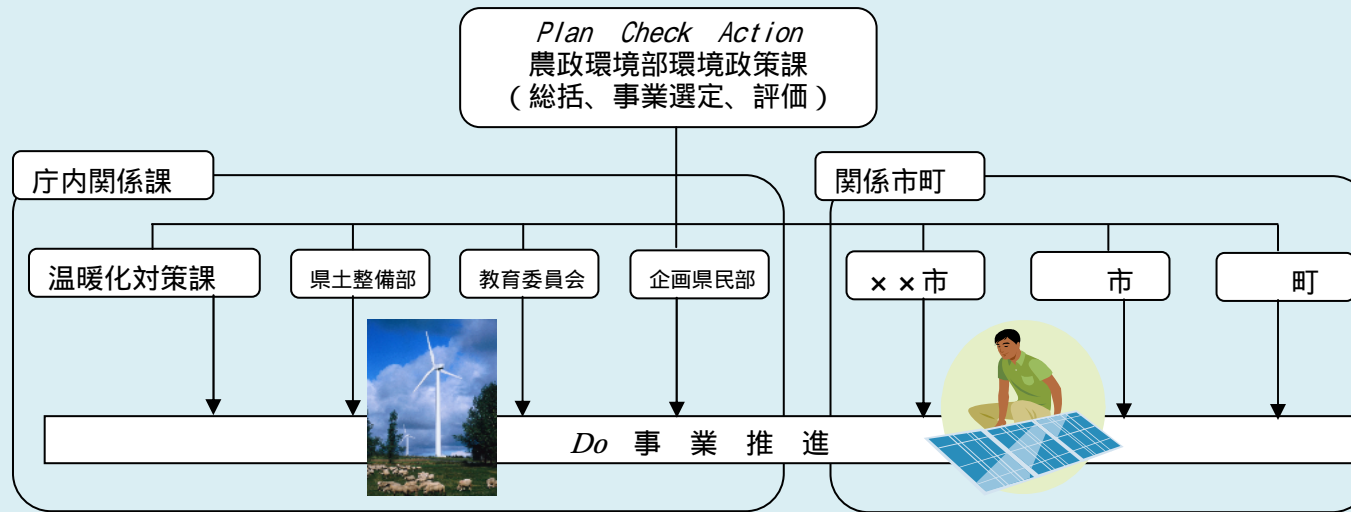 Plan Check Action
農政環境部環境政策課
(総括、事業選定、評価)
庁内関係課
関係市町
温暖化対策課
県土整備部
教育委員会
企画県民部
××市
市
町
Do 事業推進